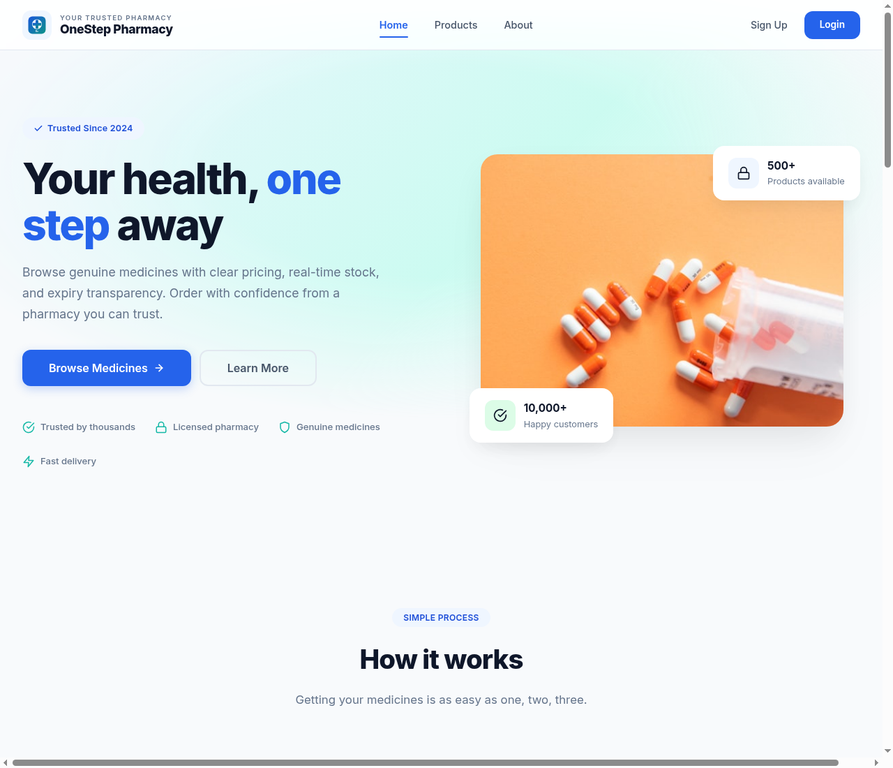 YOUR TRUSTED PHARMACY
OneStep Pharmacy
Home
Products
About
Sign Up
Login
Trusted Since 2024
Your health, one
step away
Browse genuine medicines with clear pricing, real-time stock,
and expiry transparency. Order with confidence from a
pharmacy you can trust.
Browse Medicines
Learn More
Trusted by thousands
Licensed pharmacy
Genuine medicines
Fast delivery
500+
Products available
10,000+
Happy customers
SIMPLE PROCESS
How it works
Getting your medicines is as easy as one, two, three.